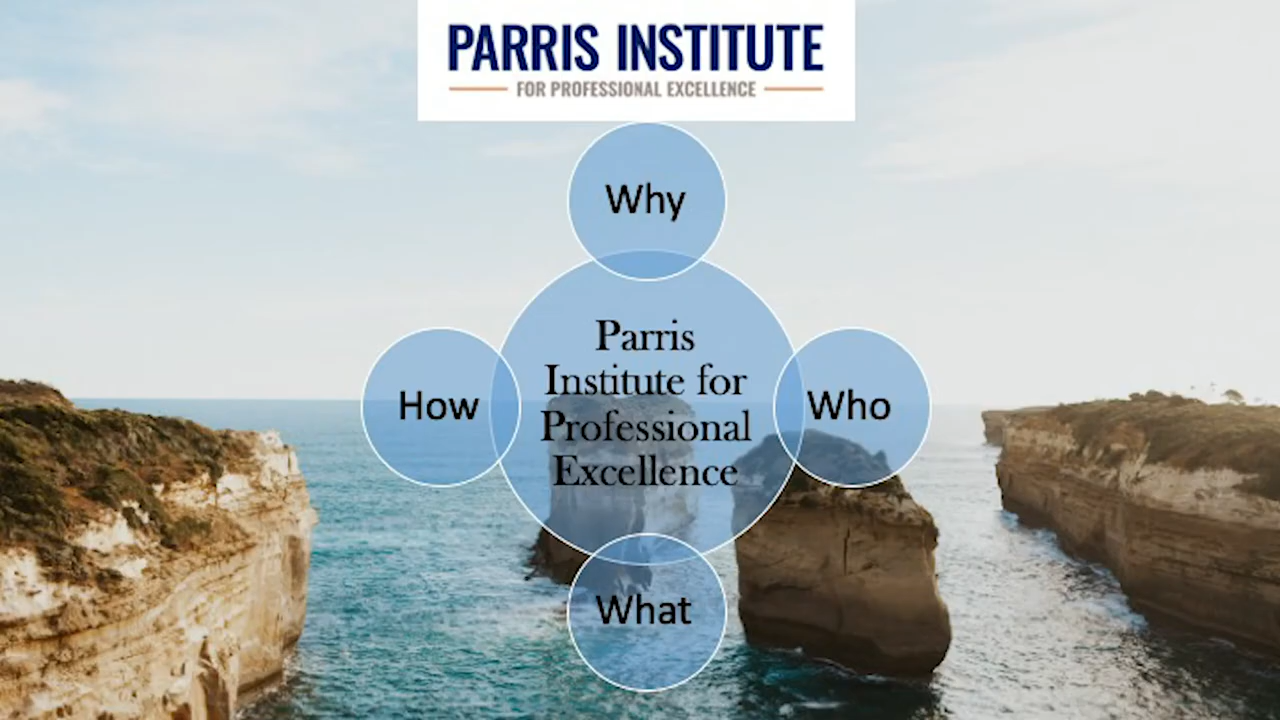 PARRIS INSTITUTE
FOR PROFESSIONAL EXCELLENCE
Why
How
Parris
Institute for
Professional
Excellence
Who
What